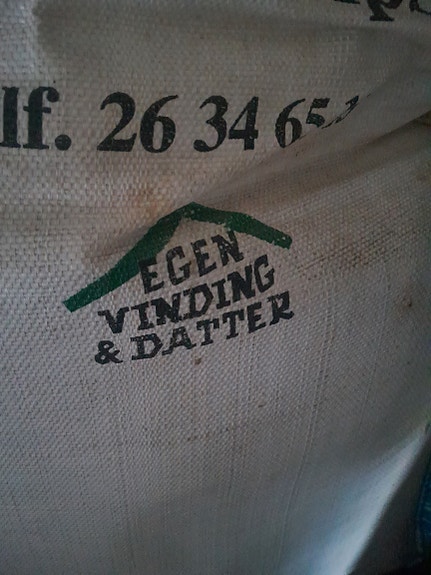 lf. 26 34 65
EGEN
VINDING
& DATTER